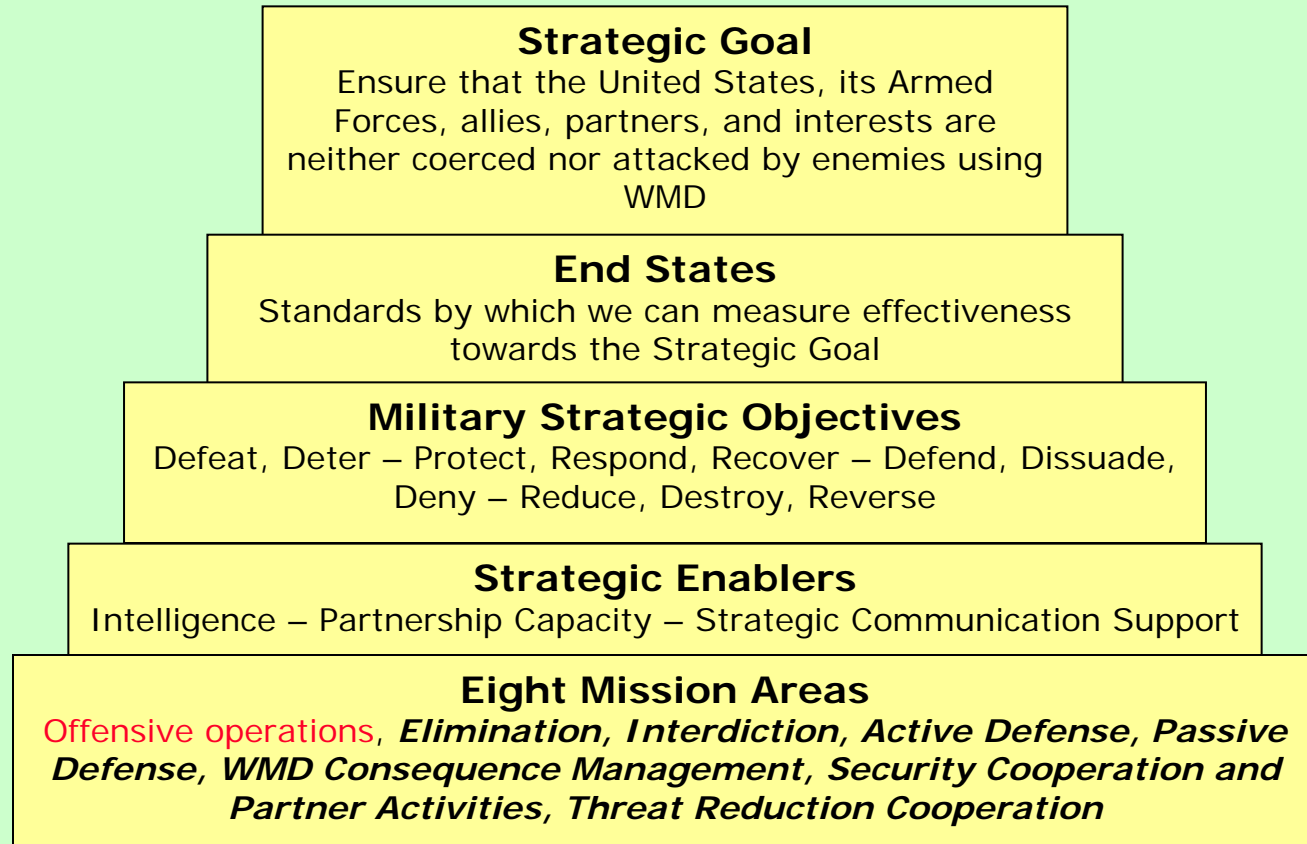 Strategic Goal
Ensure that the United States, its Armed
Forces, allies, partners, and interests are
neither coerced nor attacked by enemies using
WMD
End States
Standards by which we can measure effectiveness
towards the Strategic Goal
Military Strategic Objectives
Defeat, Deter – Protect, Respond, Recover – Defend, Dissuade,
Deny – Reduce, Destroy, Reverse
Strategic Enablers
Intelligence – Partnership Capacity – Strategic Communication Support
Eight Mission Areas
Offensive operations, Elimination, Interdiction, Active Defense, Passive
Defense, WMD Consequence Management, Security Cooperation and
Partner Activities, Threat Reduction Cooperation